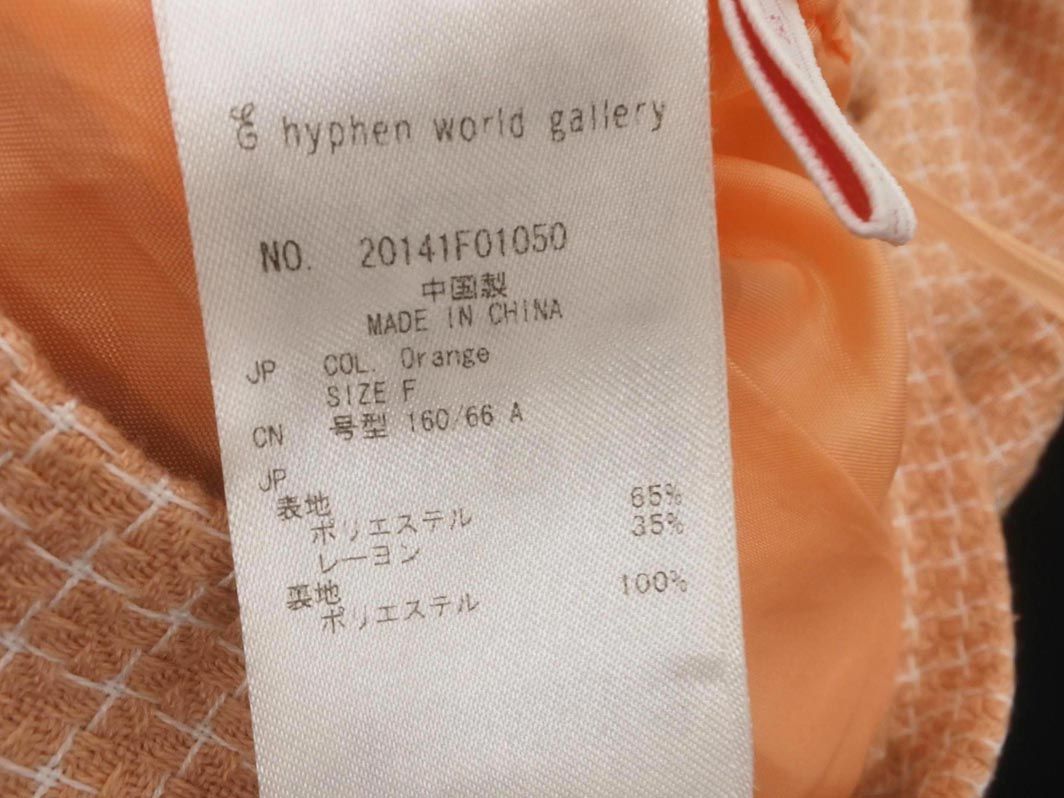 E hyphen world gallery
NO. 20141F01050
中国製
MADE IN CHINA
JP COL. Orange
SIZE F
CN 号型 160/66 A
JP
表地
ポリエステル 65%
レーヨン 35%
裏地
ポリエステル 100%